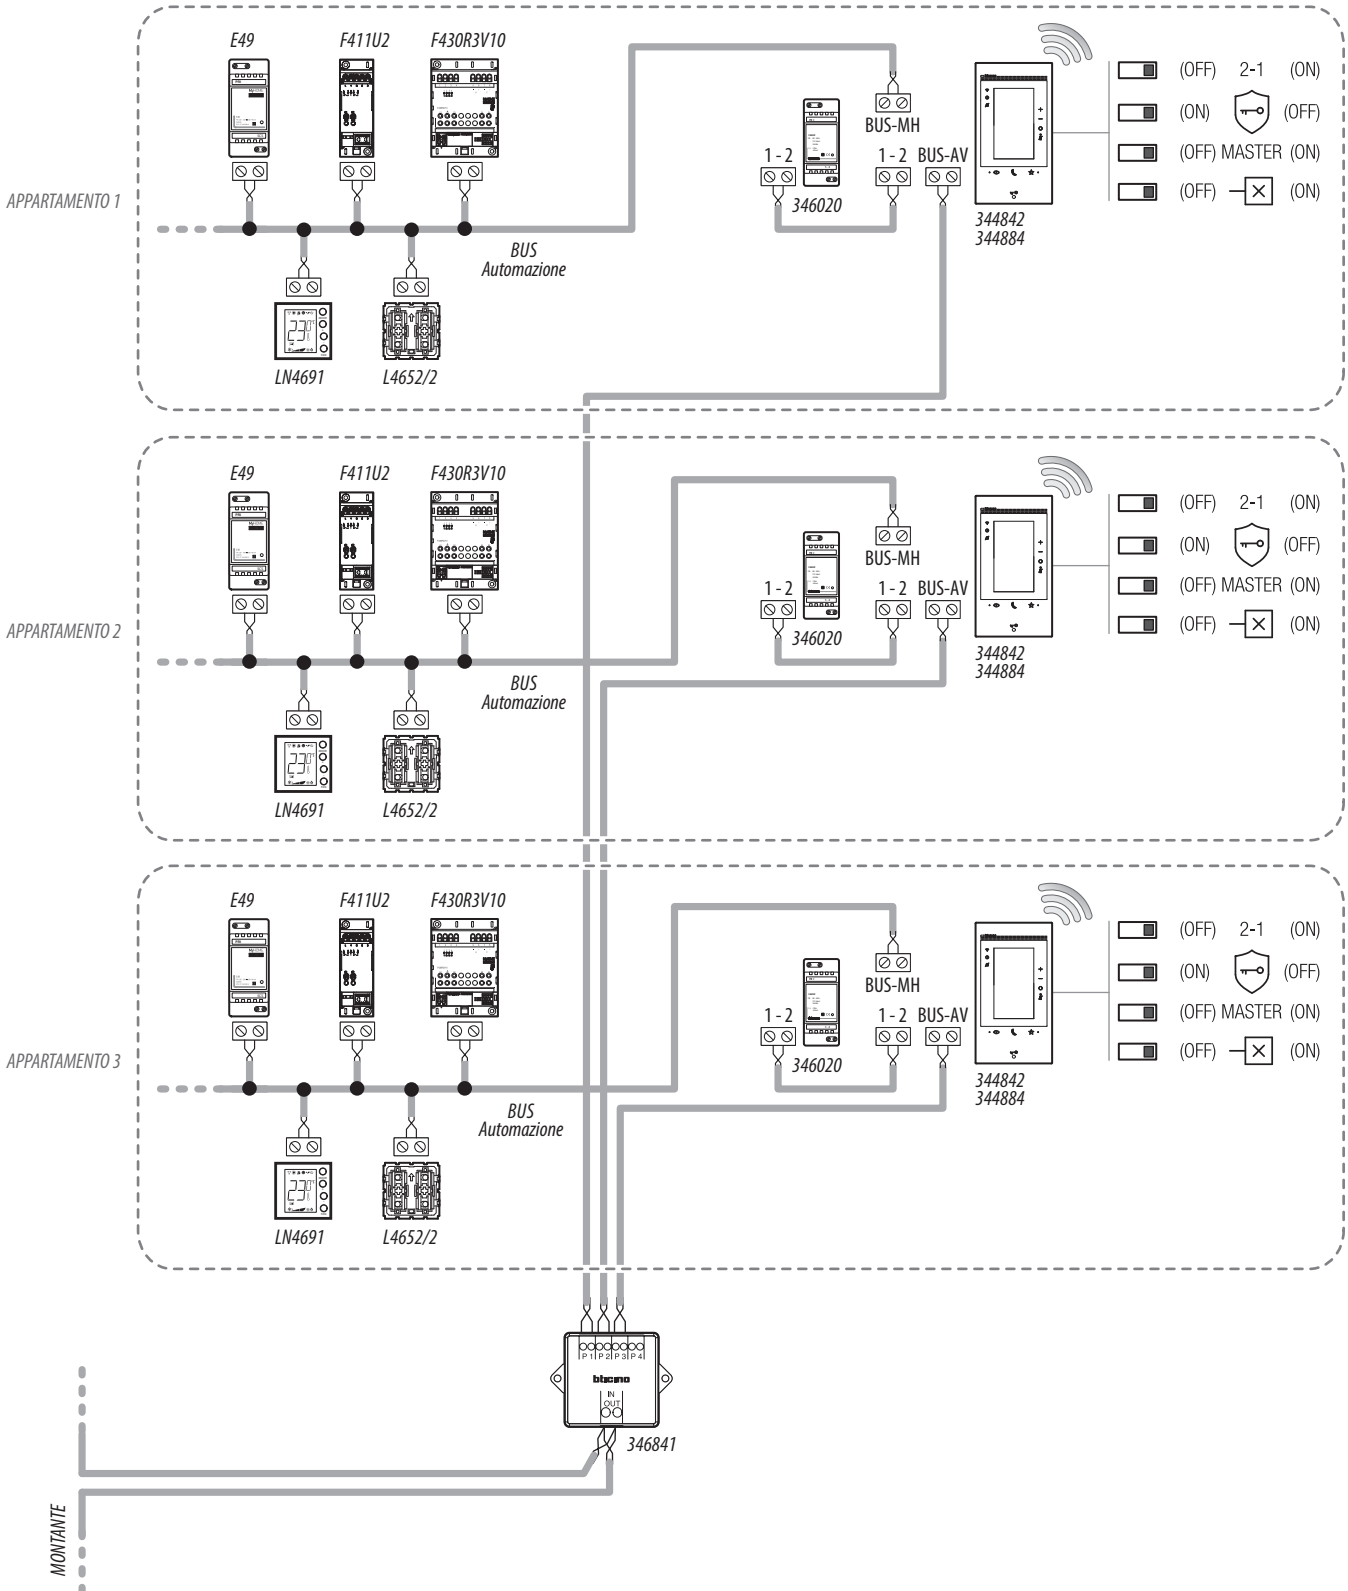 E49 F411U2 F430R3V10
(OFF) 2-1 (ON)
(ON) (OFF)
BUS-MH
1 - 2 1 - 2 BUS-AV
(OFF) MASTER (ON)
(OFF) (ON)
APPARTAMENTO 1
346020
344842
344884
BUS
Automazione
LN4691 L4652/2
E49 F411U2 F430R3V10
(OFF) 2-1 (ON)
(ON) (OFF)
BUS-MH
1 - 2 1 - 2 BUS-AV
(OFF) MASTER (ON)
(OFF) (ON)
APPARTAMENTO 2
346020
344842
344884
BUS
Automazione
LN4691 L4652/2
E49 F411U2 F430R3V10
(OFF) 2-1 (ON)
(ON) (OFF)
BUS-MH
1 - 2 1 - 2 BUS-AV
(OFF) MASTER (ON)
(OFF) (ON)
APPARTAMENTO 3
346020
344842
344884
BUS
Automazione
LN4691 L4652/2
P1 P2 P3 P4
bticino
IN
OUT
346841
MONTANTE